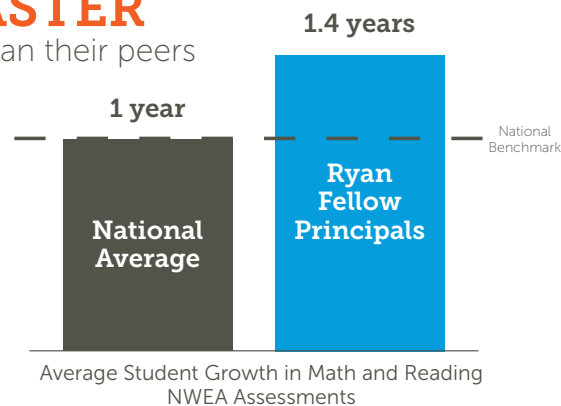 ASTER
an their peers
1.4 years
1 year
National
Benchmark
Ryan
Fellow
Principals
National
Average
Average Student Growth in Math and Reading
NWEA Assessments